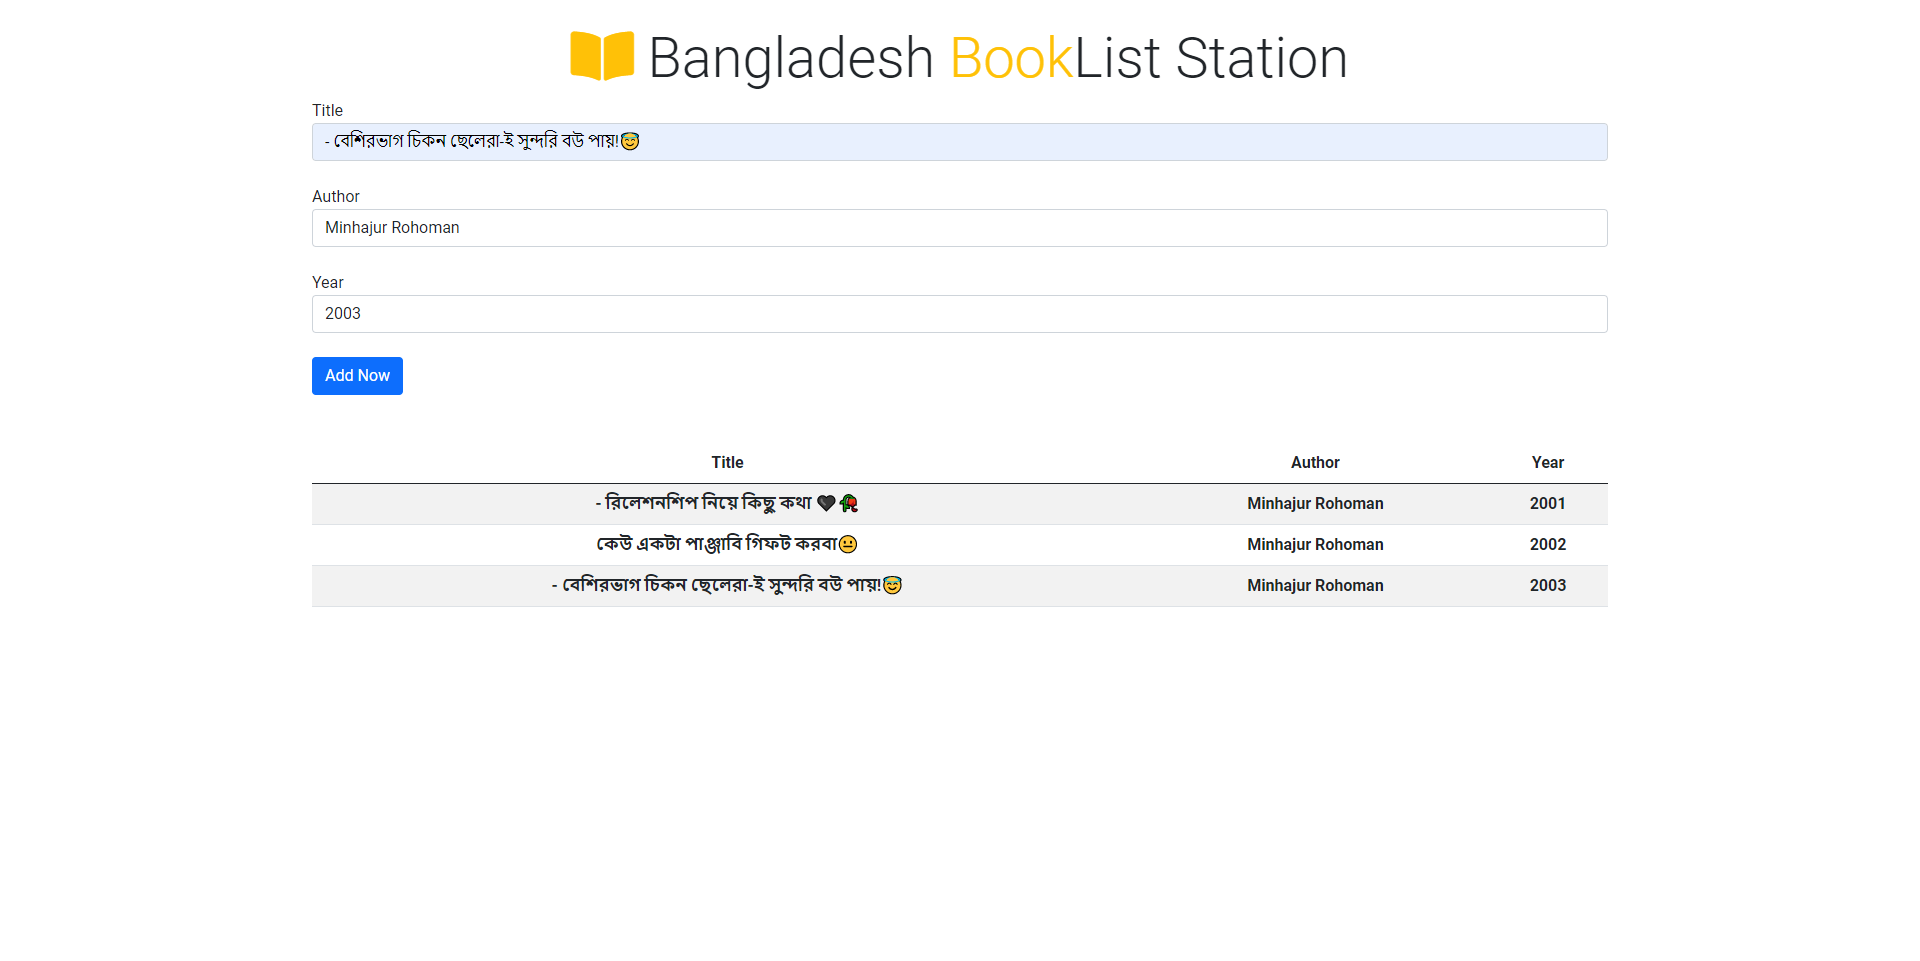 Bangladesh BookList Station
Title
- বেশিরভাগ চিকন ছেলেরা-ই সুন্দরি বউ পায়!😇
Author
Minhajur Rohoman
Year
2003
Add Now
Title Author Year
- রিলেশনশিপ নিয়ে কিছু কথা 🖤🥀 Minhajur Rohoman 2001
কেউ একটা পাঞ্জাবি গিফট করবা😐 Minhajur Rohoman 2002
- বেশিরভাগ চিকন ছেলেরা-ই সুন্দরি বউ পায়!😇 Minhajur Rohoman 2003